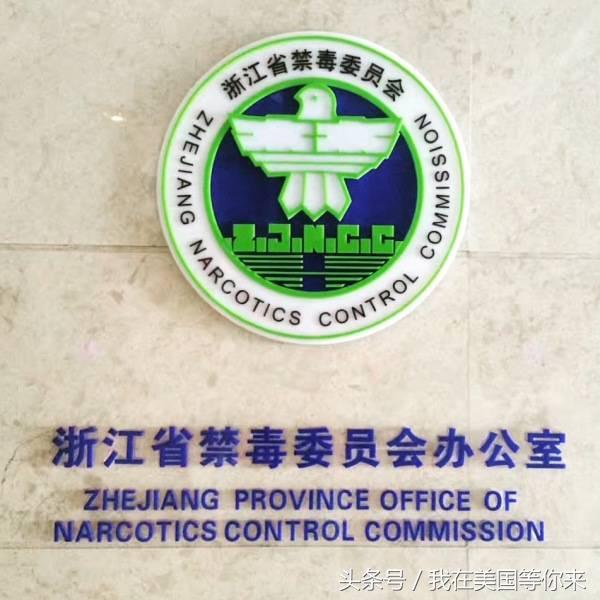 浙江省禁毒委员会
ZHEJIANG NARCOTICS CONTROL COMMISSION
Z.J.N.C.C.
浙江省禁毒委员会办公室
ZHEJIANG PROVINCE OFFICE OF
NARCOTICS CONTROL COMMISSION
头条号 / 我在美国等你来